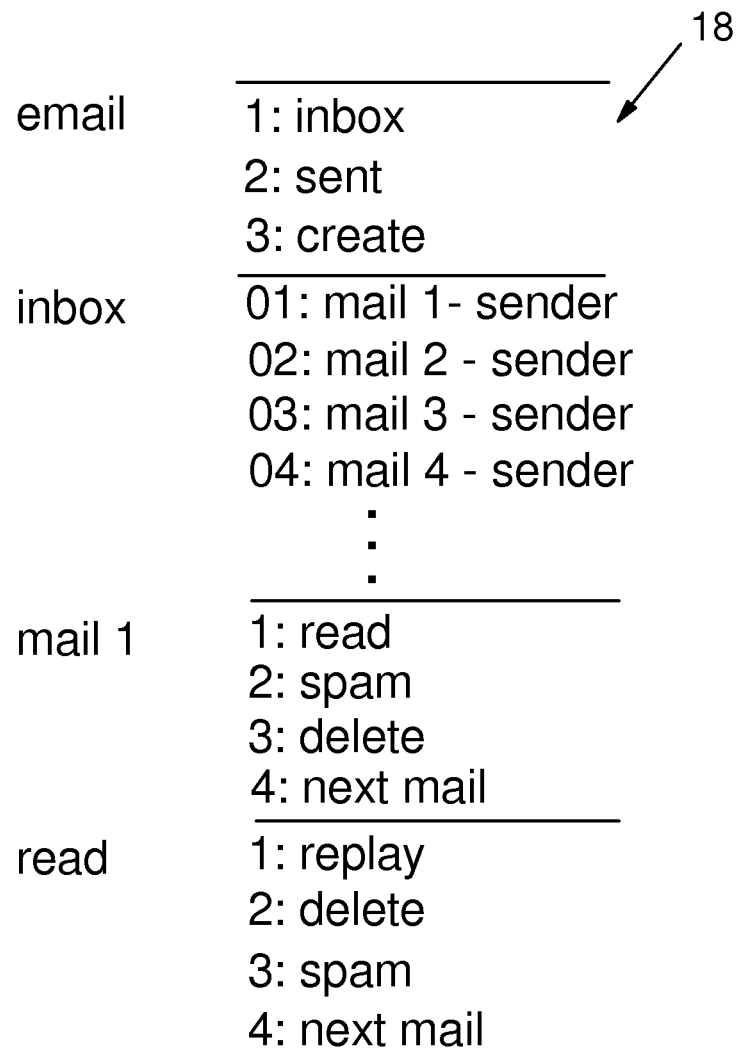 18
email 1: inbox
2: sent
3: create
inbox 01: mail 1- sender
02: mail 2 - sender
03: mail 3 - sender
04: mail 4 - sender
.
.
.
mail 1 1: read
2: spam
3: delete
4: next mail
read 1: replay
2: delete
3: spam
4: next mail